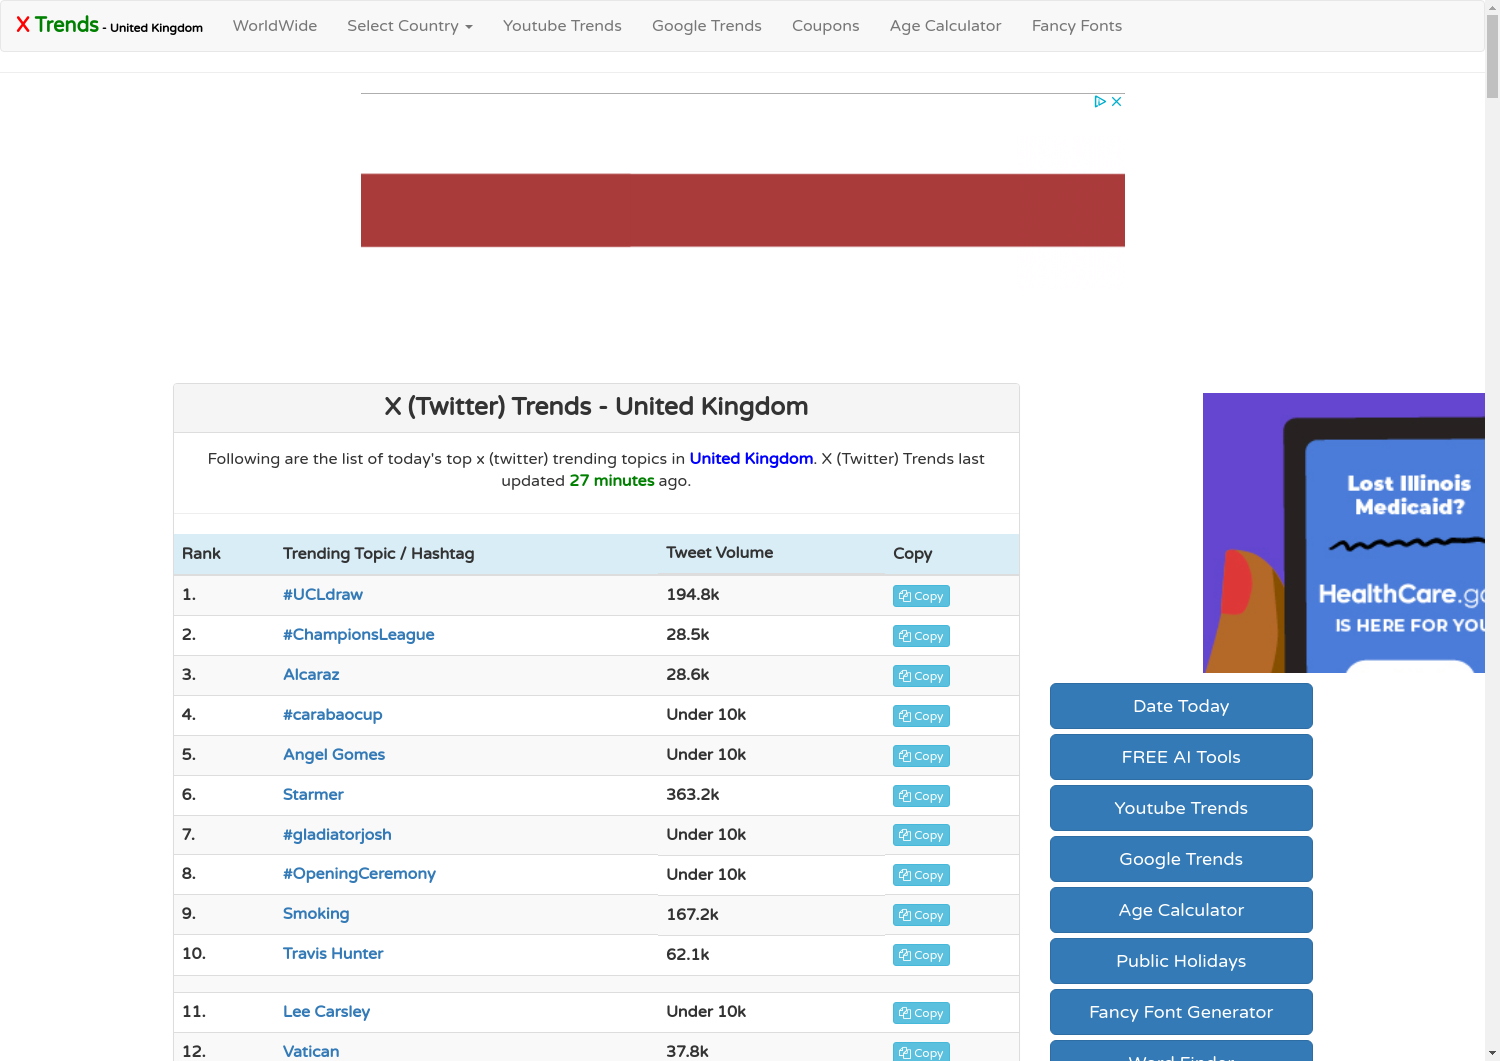 X Trends - United Kingdom WorldWide Select Country Youtube Trends Google Trends Coupons Age Calculator Fancy Fonts
X (Twitter) Trends - United Kingdom
Following are the list of today's top x (twitter) trending topics in United Kingdom. X (Twitter) Trends last
updated 27 minutes ago.
Rank Trending Topic / Hashtag Tweet Volume Copy
1. #UCLdraw 194.8k Copy
2. #ChampionsLeague 28.5k Copy
3. Alcaraz 28.6k Copy
4. #carabaocup Under 10k Copy
5. Angel Gomes Under 10k Copy
6. Starmer 363.2k Copy
7. #gladiatorjosh Under 10k Copy
8. #OpeningCeremony Under 10k Copy
9. Smoking 167.2k Copy
10. Travis Hunter 62.1k Copy
11. Lee Carsley Under 10k Copy
12. Vatican 37.8k Copy
Lost Illinois
Medicaid?
HealthCare.go
IS HERE FOR YOU
Date Today
FREE AI Tools
Youtube Trends
Google Trends
Age Calculator
Public Holidays
Fancy Font Generator
Word Finder